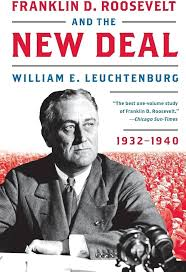 FRANKLIN D. ROOSEVELT
AND THE
NEW DEAL
WILLIAM E. LEUCHTENBURG
"The best one-volume study
of Franklin D. Roosevelt."
—Chicago Sun-Times
1932–1940